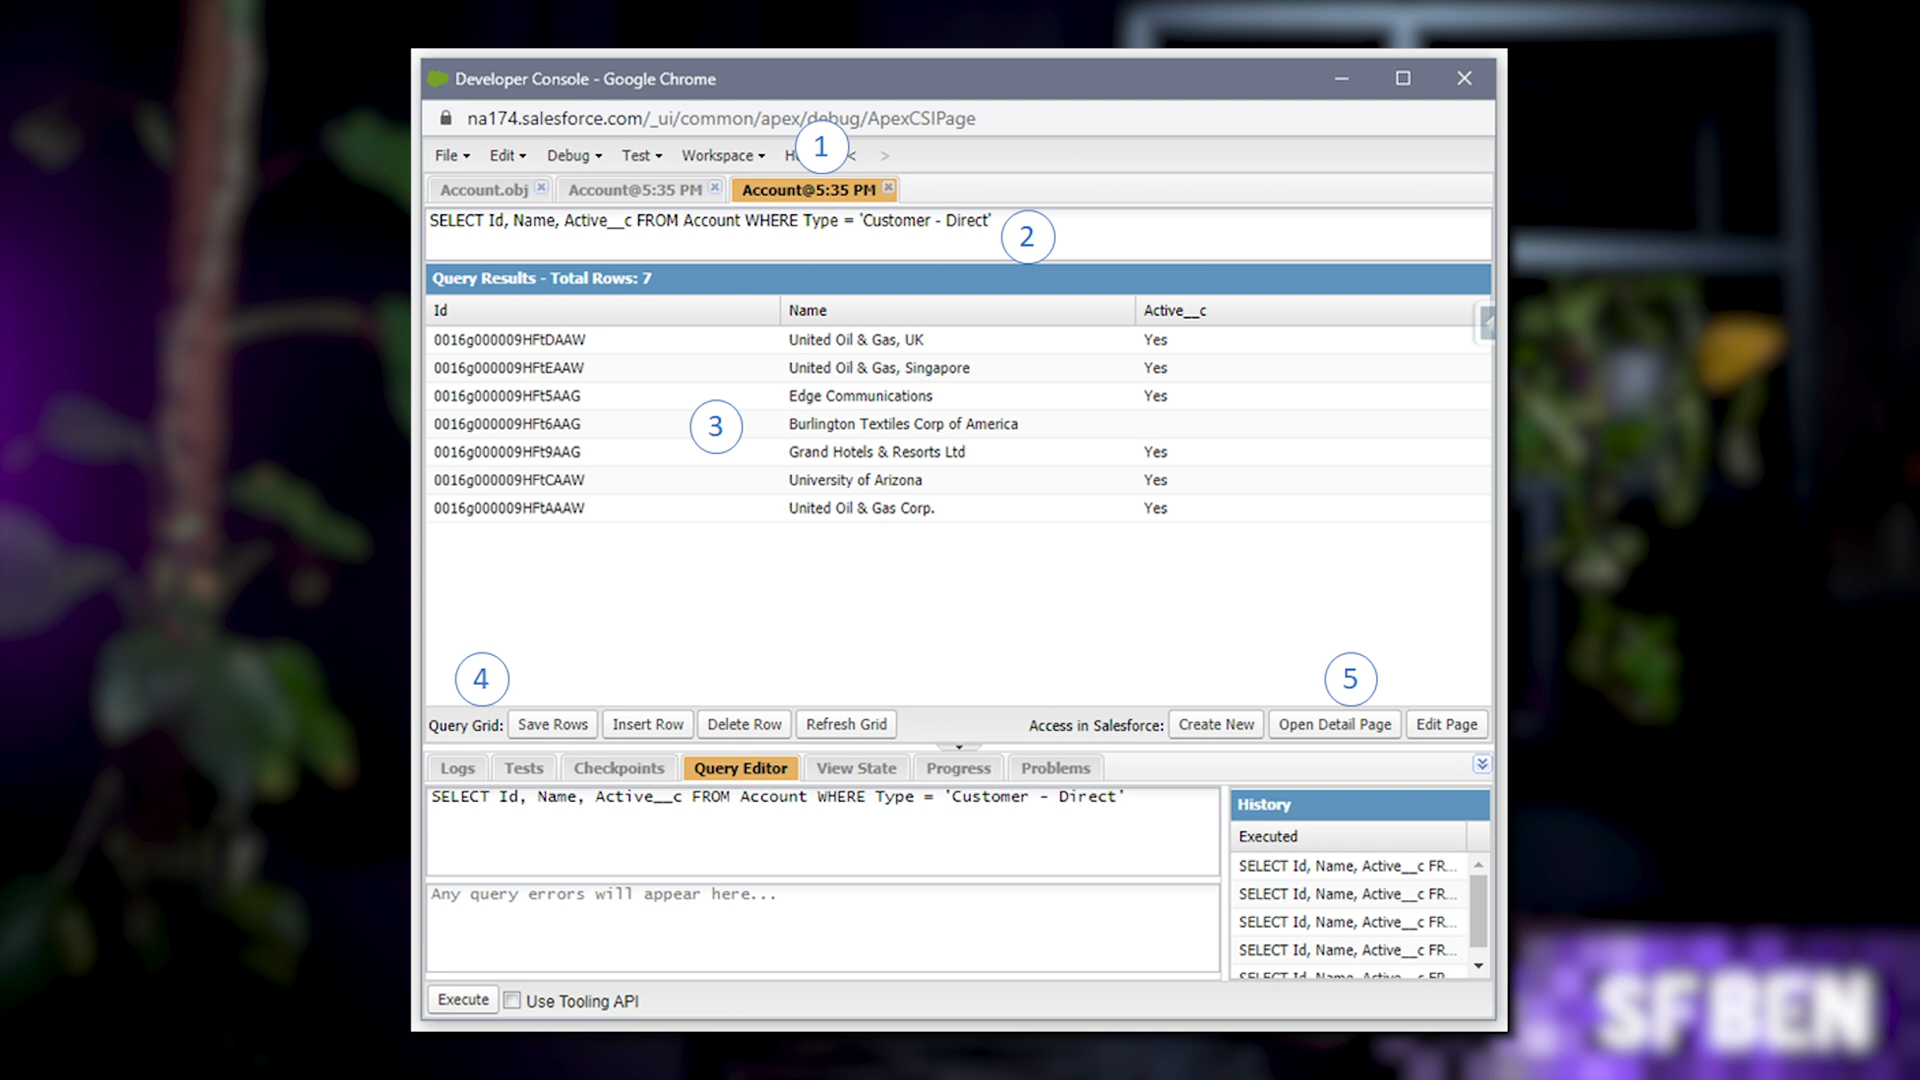 Developer Console - Google Chrome
na174.salesforce.com/_ui/common/apex/debug/ApexCSIPage
File Edit Debug Test Workspace < >
1
Account.obj Account@5:35 PM Account@5:35 PM
SELECT Id, Name, Active__c FROM Account WHERE Type = 'Customer - Direct'
2
Query Results - Total Rows: 7
Id Name Active__c
0016g000009HFtDAAW United Oil & Gas, UK Yes
0016g000009HFtEAAW United Oil & Gas, Singapore Yes
0016g000009HFt5AAG Edge Communications Yes
0016g000009HFt6AAG Burlington Textiles Corp of America
3
0016g000009HFt9AAG Grand Hotels & Resorts Ltd Yes
0016g000009HFtCAAW University of Arizona Yes
0016g000009HFtAAAW United Oil & Gas Corp. Yes
4 5
Query Grid: Save Rows Insert Row Delete Row Refresh Grid Access in Salesforce: Create New Open Detail Page Edit Page
Logs Tests Checkpoints Query Editor View State Progress Problems
SELECT Id, Name, Active__c FROM Account WHERE Type = 'Customer - Direct'
Any query errors will appear here...
History
Executed
SELECT Id, Name, Active__c FR...
SELECT Id, Name, Active__c FR...
SELECT Id, Name, Active__c FR...
SELECT Id, Name, Active__c FR...
SELECT Id, Name, Active__c FR...
Execute Use Tooling API
SFBEN